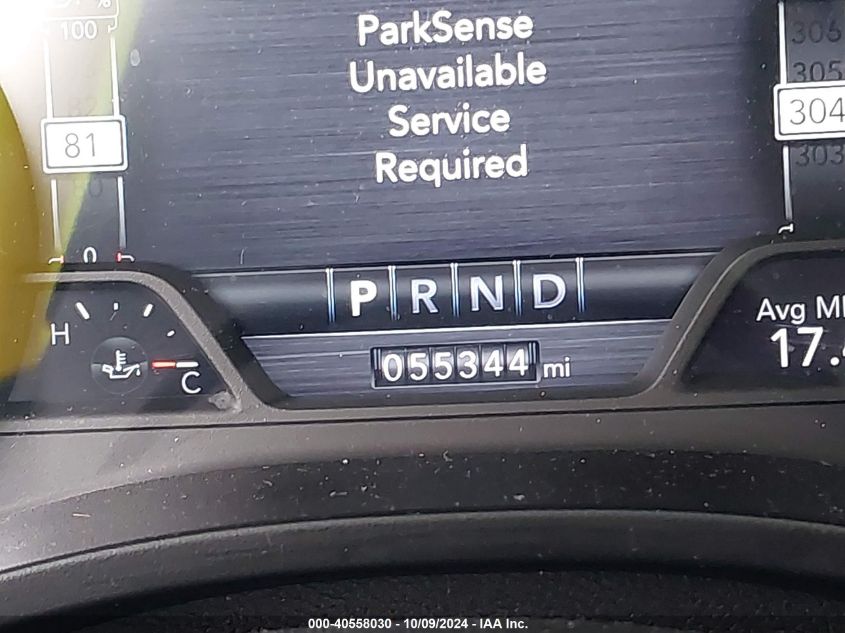 100
306
305
304
303
81
0
ParkSense
Unavailable
Service
Required
P R N D
055344 mi
H
C
Avg M
17.
000-40558030 - 10/09/2024 - IAA Inc.